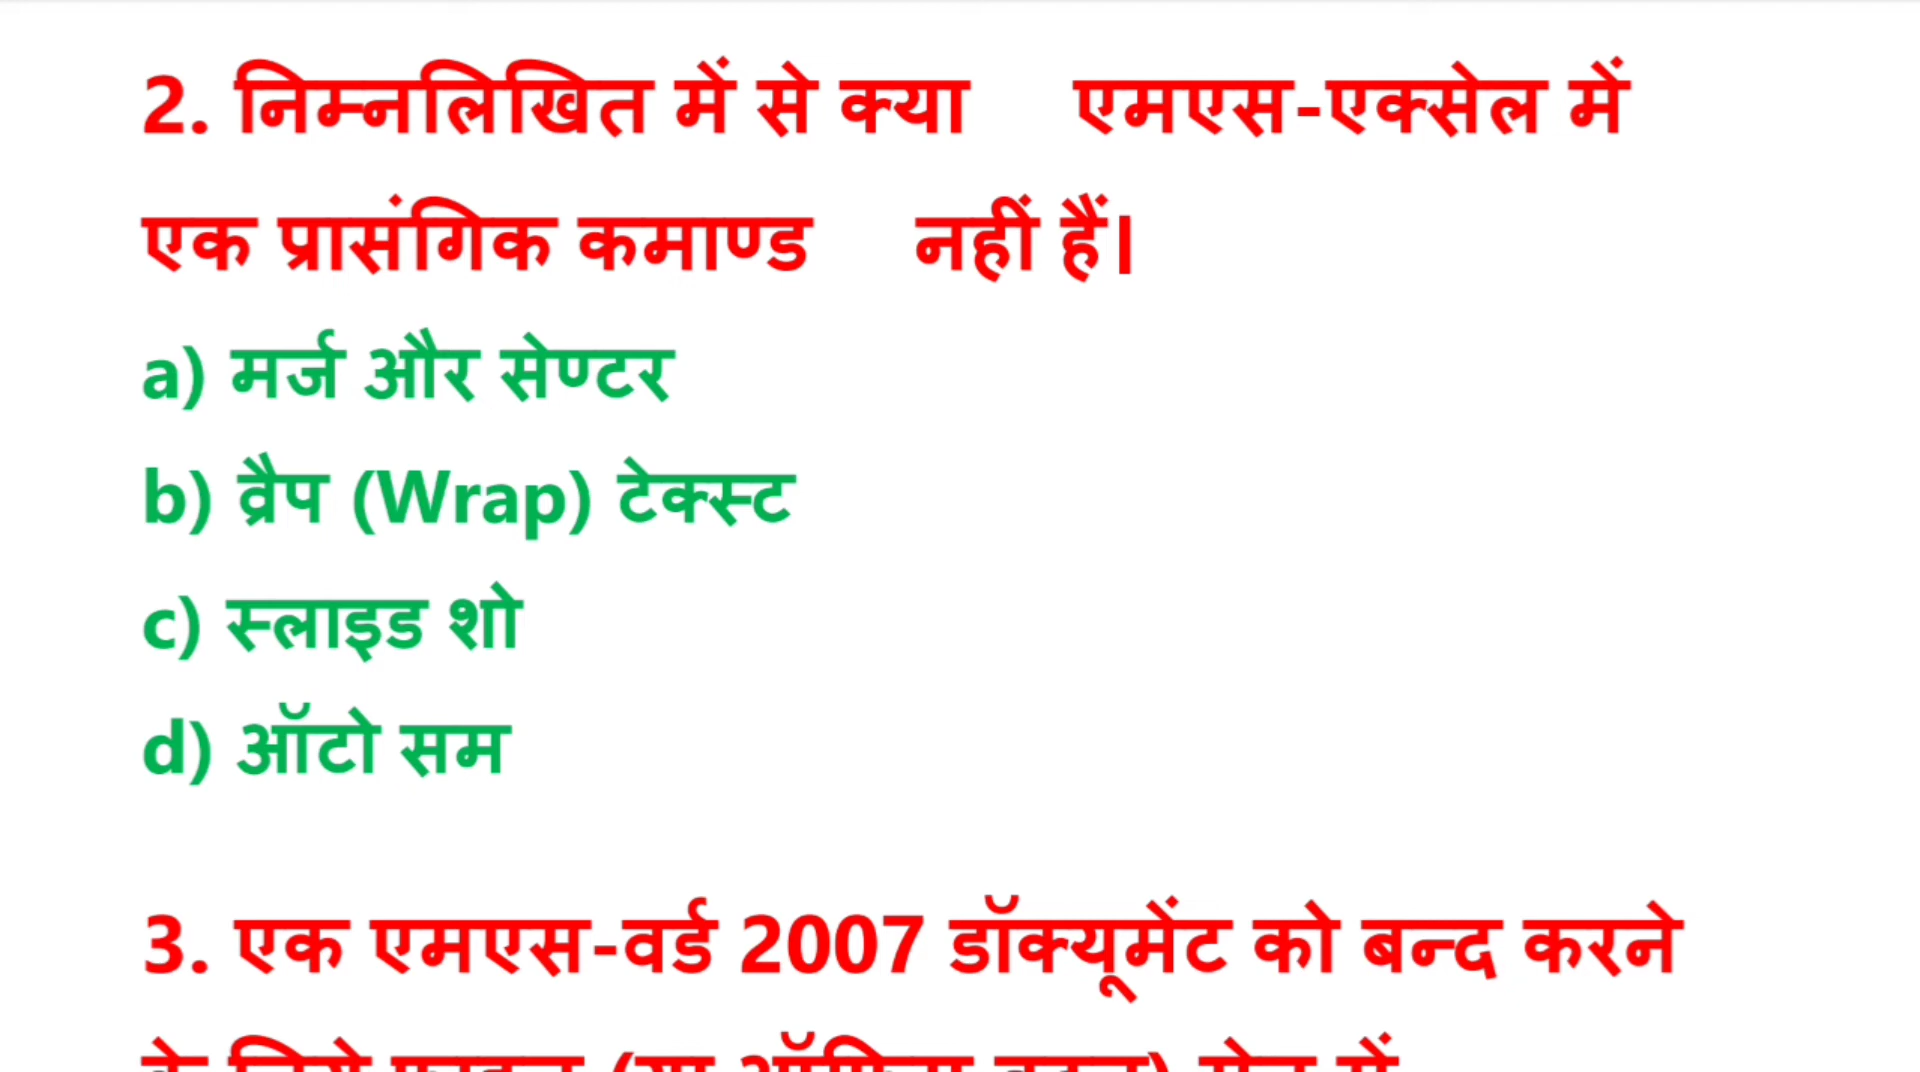 2. निम्नलिखित में से क्या एमएस-एक्सेल में
एक प्रासंगिक कमाण्ड नहीं हैं।
a) मर्ज और सेण्टर
b) व्रैप (Wrap) टेक्स्ट
c) स्लाइड शो
d) ऑटो सम
3. एक एमएस-वर्ड 2007 डॉक्यूमेंट को बन्द करने
के लिये